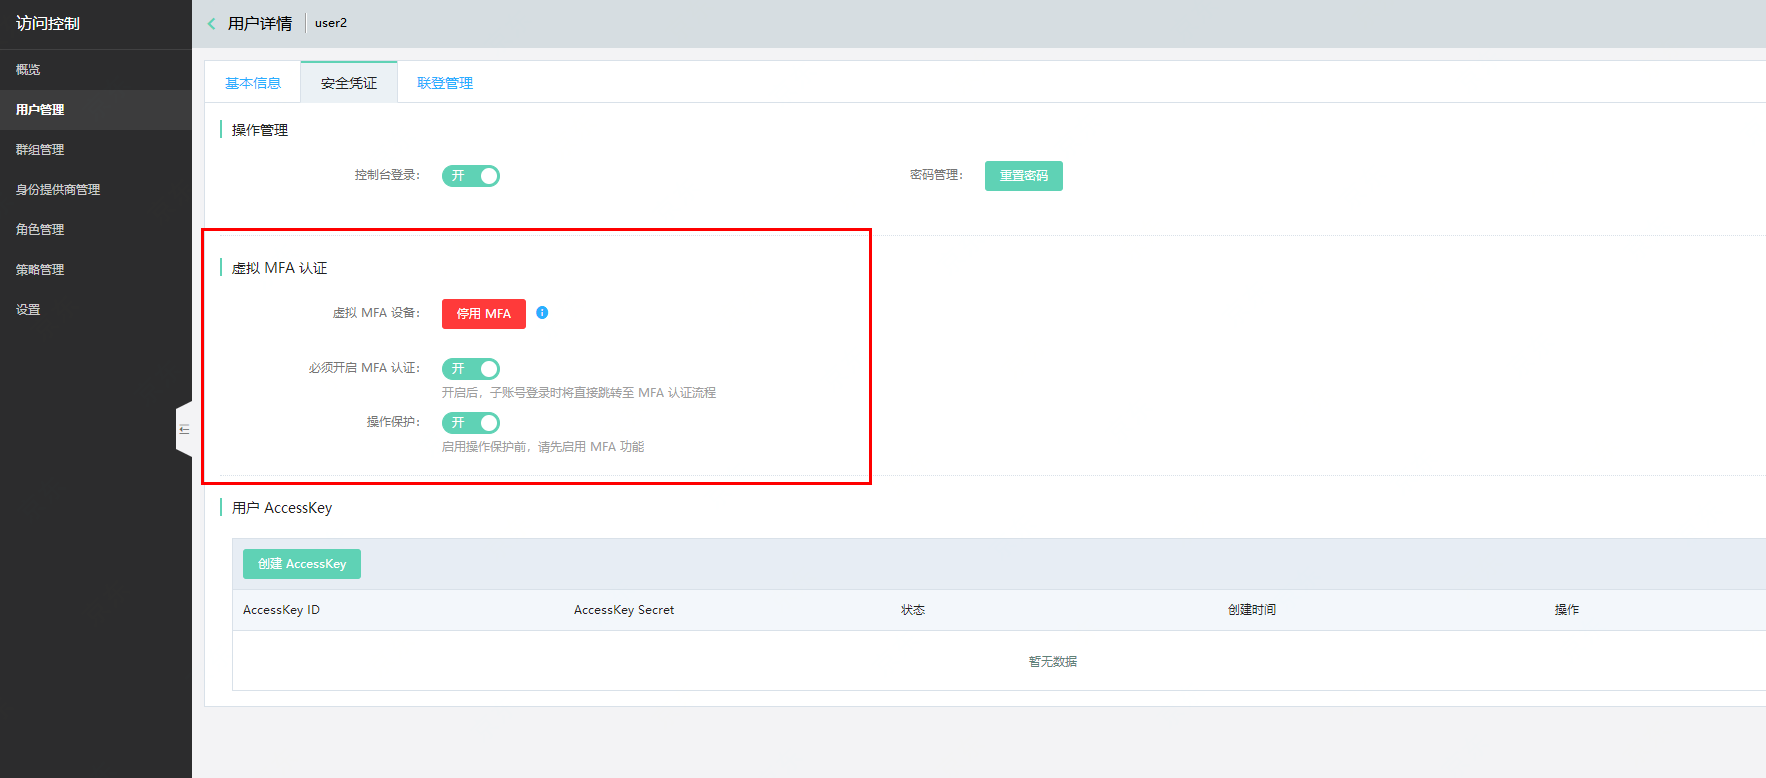 访问控制
概览
用户管理
群组管理
身份提供商管理
角色管理
策略管理
设置
用户详情 user2
基本信息 安全凭证 联登管理
操作管理
控制台登录： 开 密码管理： 重置密码
虚拟 MFA 认证
虚拟 MFA 设备： 停用 MFA
必须开启 MFA 认证： 开
开启后，子账号登录时将直接跳转至 MFA 认证流程
操作保护： 开
启用操作保护前，请先启用 MFA 功能
用户 AccessKey
创建 AccessKey
AccessKey ID AccessKey Secret 状态 创建时间 操作
暂无数据